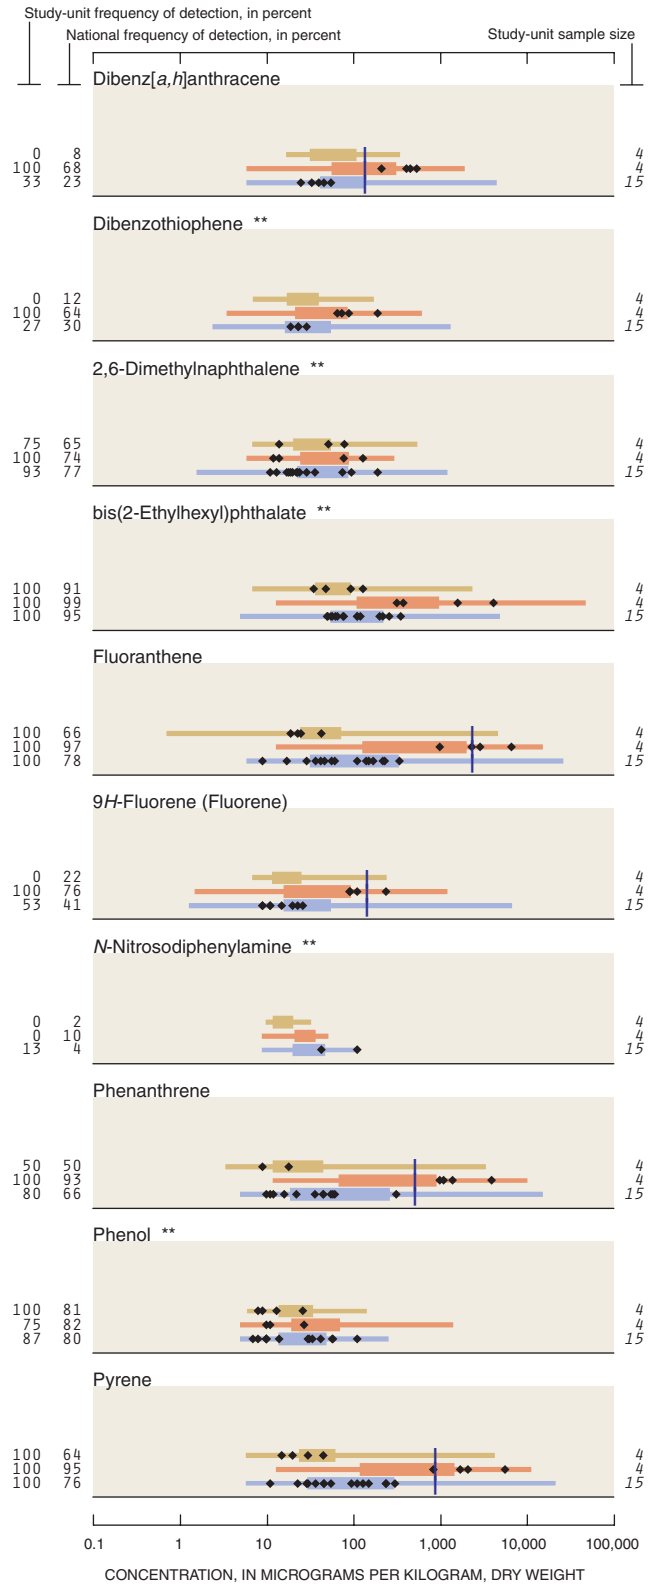 Study-unit frequency of detection, in percent
National frequency of detection, in percent
Study-unit sample size
Dibenz[a,h]anthracene
0 8 4
100 68 4
33 23 15
Dibenzothiophene **
0 12 4
100 64 4
27 30 15
2,6-Dimethylnaphthalene **
75 65 4
100 74 4
93 77 15
bis(2-Ethylhexyl)phthalate **
100 91 4
100 99 4
100 95 15
Fluoranthene
100 66 4
100 97 4
100 78 15
9H-Fluorene (Fluorene)
0 22 4
100 76 4
53 41 15
N-Nitrosodiphenylamine **
0 2 4
0 10 4
13 4 15
Phenanthrene
50 50 4
100 93 4
80 66 15
Phenol **
100 81 4
75 82 4
87 80 15
Pyrene
100 64 4
100 95 4
100 76 15
0.1 1 10 100 1,000 10,000 100,000
CONCENTRATION, IN MICROGRAMS PER KILOGRAM, DRY WEIGHT